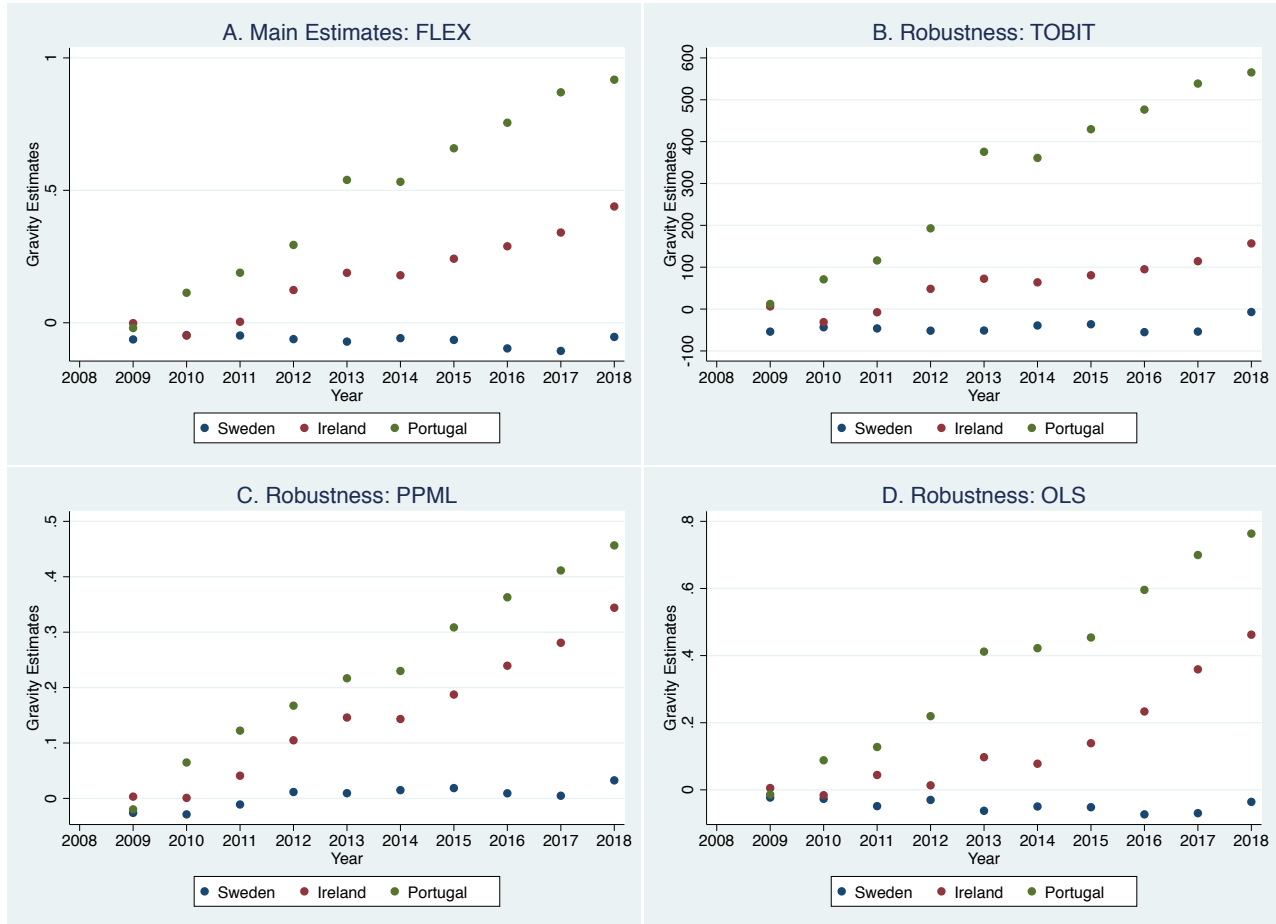 A. Main Estimates: FLEX
Gravity Estimates
1
.5
0
2008 2009 2010 2011 2012 2013 2014 2015 2016 2017 2018
Year
Sweden Ireland Portugal
B. Robustness: TOBIT
Gravity Estimates
600
500
400
300
200
100
0
-100
2008 2009 2010 2011 2012 2013 2014 2015 2016 2017 2018
Year
Sweden Ireland Portugal
C. Robustness: PPML
Gravity Estimates
.5
.4
.3
.2
.1
0
2008 2009 2010 2011 2012 2013 2014 2015 2016 2017 2018
Year
Sweden Ireland Portugal
D. Robustness: OLS
Gravity Estimates
.8
.6
.4
.2
0
2008 2009 2010 2011 2012 2013 2014 2015 2016 2017 2018
Year
Sweden Ireland Portugal